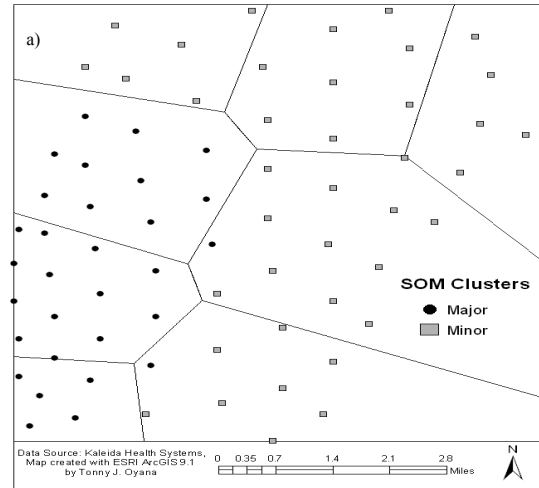 a)
SOM Clusters
Major
Minor
Data Source: Kaleida Health Systems,
Map created with ESRI ArcGIS 9.1
by Tonny J. Oyana
0 0.35 0.7 1.4 2.1 2.8
Miles
N